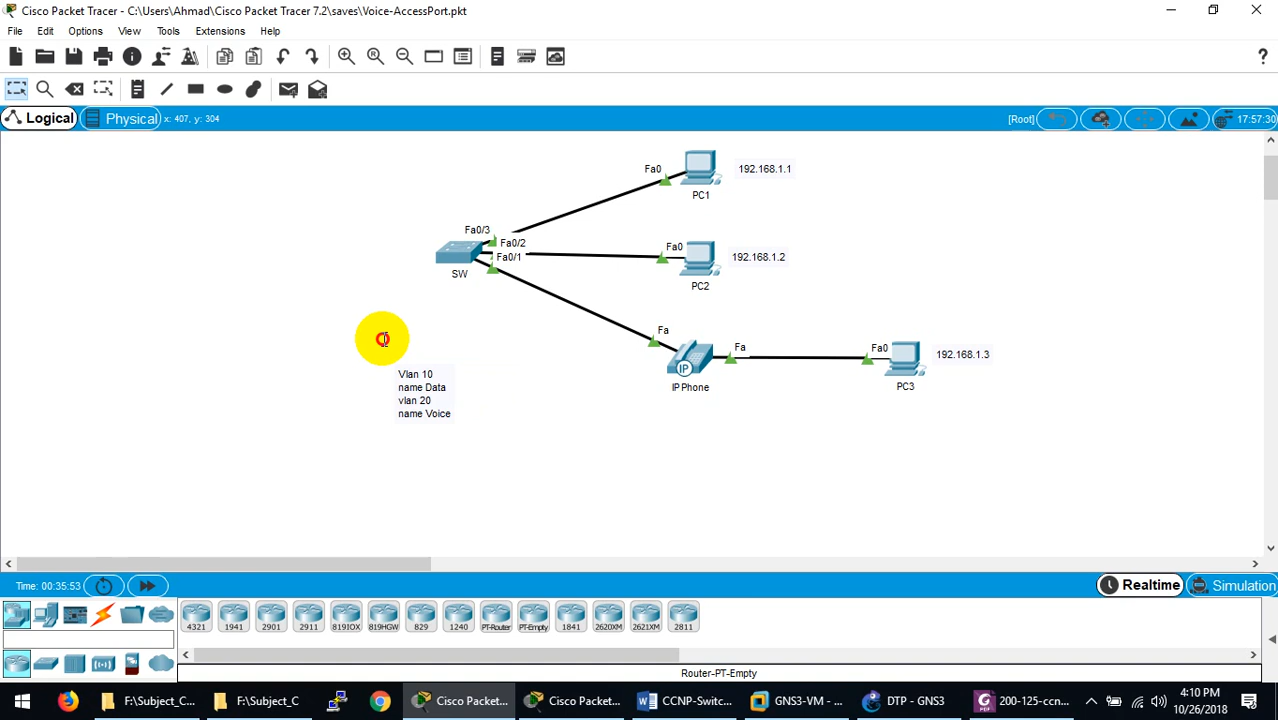 Cisco Packet Tracer - C:\Users\Ahmad\Cisco Packet Tracer 7.2\saves\Voice-AccessPort.pkt
File Edit Options View Tools Extensions Help
Logical Physical x: 407, y: 304 [Root] 17:57:30
Fa0 192.168.1.1
PC1
Fa0/3
Fa0/2 Fa0
Fa0/1 192.168.1.2
SW
PC2
Fa
Fa Fa0 192.168.1.3
IP
IP Phone PC3
Vlan 10
name Data
vlan 20
name Voice
Time: 00:35:53 Realtime Simulation
4321 1941 2901 2911 819IOX 819HGW 829 1240 PT-Router PT-Empty 1841 2620XM 2621XM 2811
Router-PT-Empty
F:\Subject_C... F:\Subject_C Cisco Packet... Cisco Packet... CCNP-Switc... GNS3-VM - ... DTP - GNS3 200-125-ccn...
4:10 PM
10/26/2018